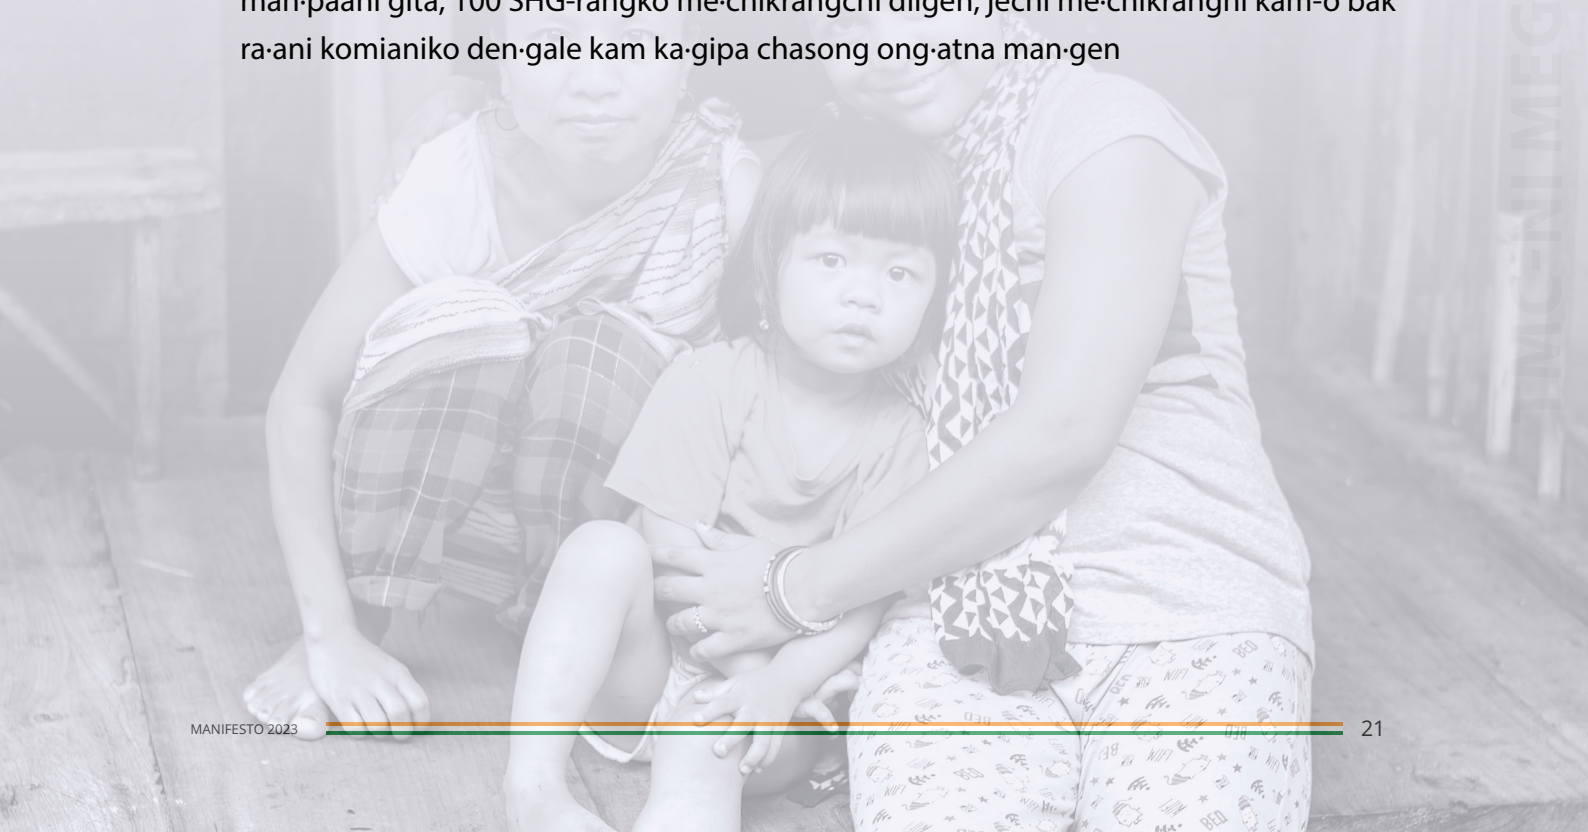 man·paani gita, 100 SHG-rangko me·chikrangchi dilgen, jechi me·chikrangni kam-o bak
ra·ani komianiko den·gale kam ka·gipa chasong ong·atna man·gen
MANIFESTO 2023
21